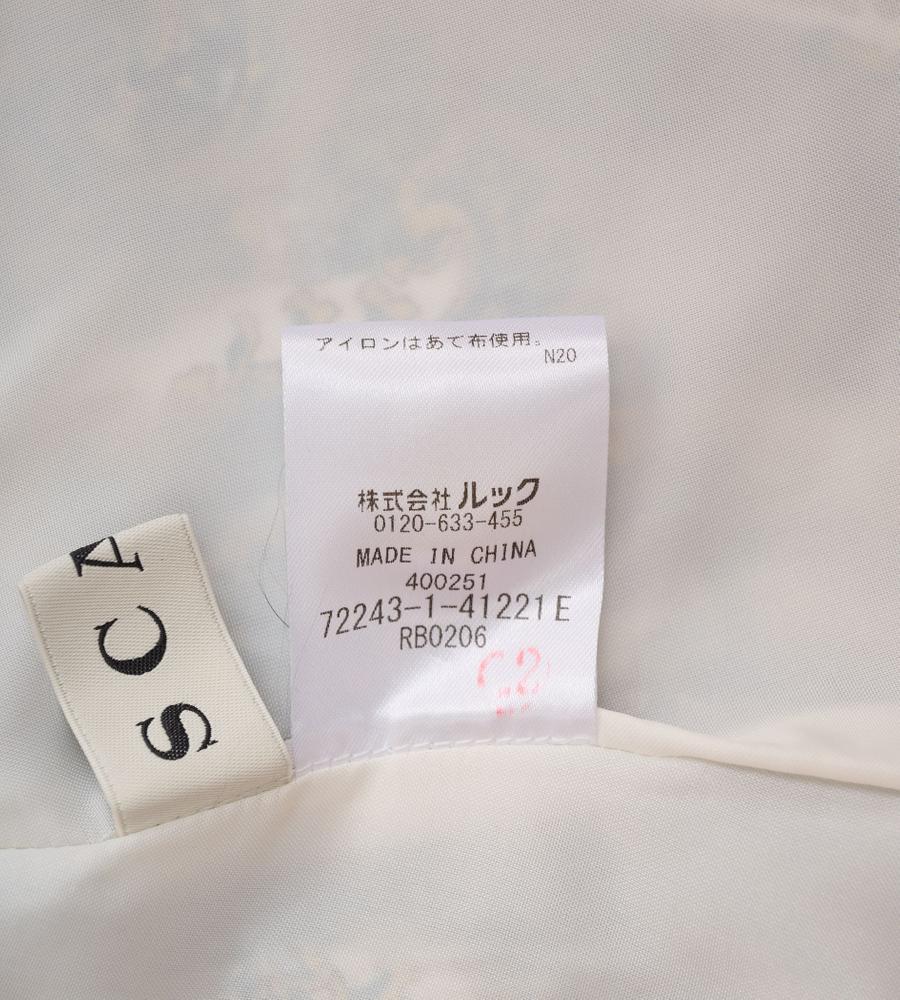 アイロンはあて布使用。
N20
株式会社 ルック
0120-633-455
MADE IN CHINA
400251
72243-1-41221 E
RB0206
SCA